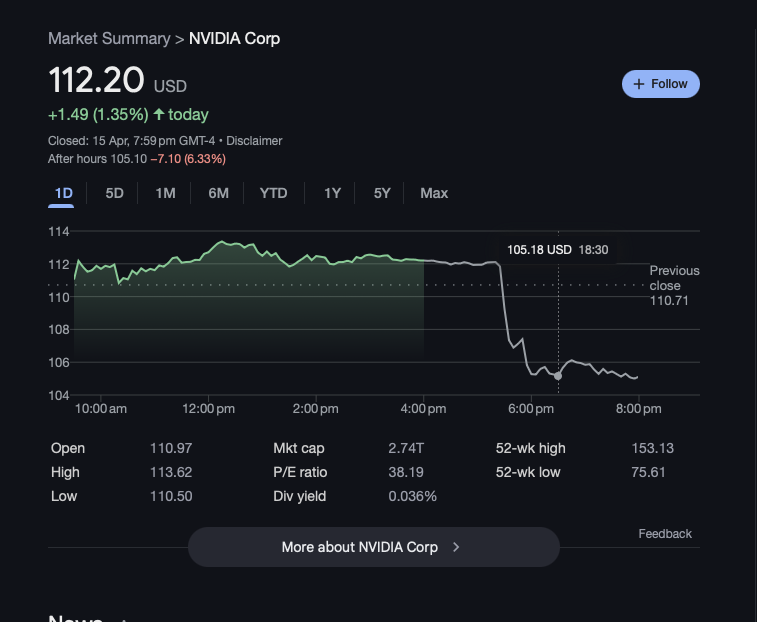 Market Summary > NVIDIA Corp
112.20 USD
+ Follow
+1.49 (1.35%) ↑ today
Closed: 15 Apr, 7:59 pm GMT-4 • Disclaimer
After hours 105.10 −7.10 (6.33%)
1D 5D 1M 6M YTD 1Y 5Y Max
114
112
110
108
106
104
105.18 USD 18:30
Previous
close
110.71
10:00 am 12:00 pm 2:00 pm 4:00 pm 6:00 pm 8:00 pm
Open 110.97 Mkt cap 2.74T 52-wk high 153.13
High 113.62 P/E ratio 38.19 52-wk low 75.61
Low 110.50 Div yield 0.036%
Feedback
More about NVIDIA Corp >